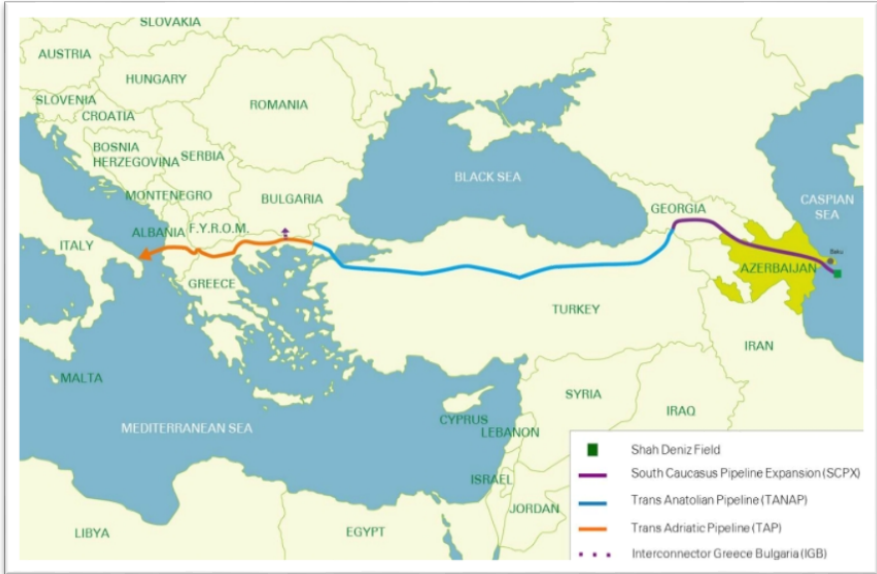 SLOVAKIA
AUSTRIA
HUNGARY
SLOVENIA
ROMANIA
CROATIA
BOSNIA
HERZEGOVINA
SERBIA
BLACK SEA
MONTENEGRO
BULGARIA
CASPIAN
SEA
GEORGIA
ALBANIA
F.Y.R.O.M.
ITALY
Baku
AZERBAIJAN
GREECE
TURKEY
IRAN
MALTA
SYRIA
IRAQ
CYPRUS
MEDITERRANEAN SEA
LEBANON
ISRAEL
JORDAN
LIBYA
EGYPT
Shah Deniz Field
South Caucasus Pipeline Expansion (SCPX)
Trans Anatolian Pipeline (TANAP)
Trans Adriatic Pipeline (TAP)
Interconnector Greece Bulgaria (IGB)